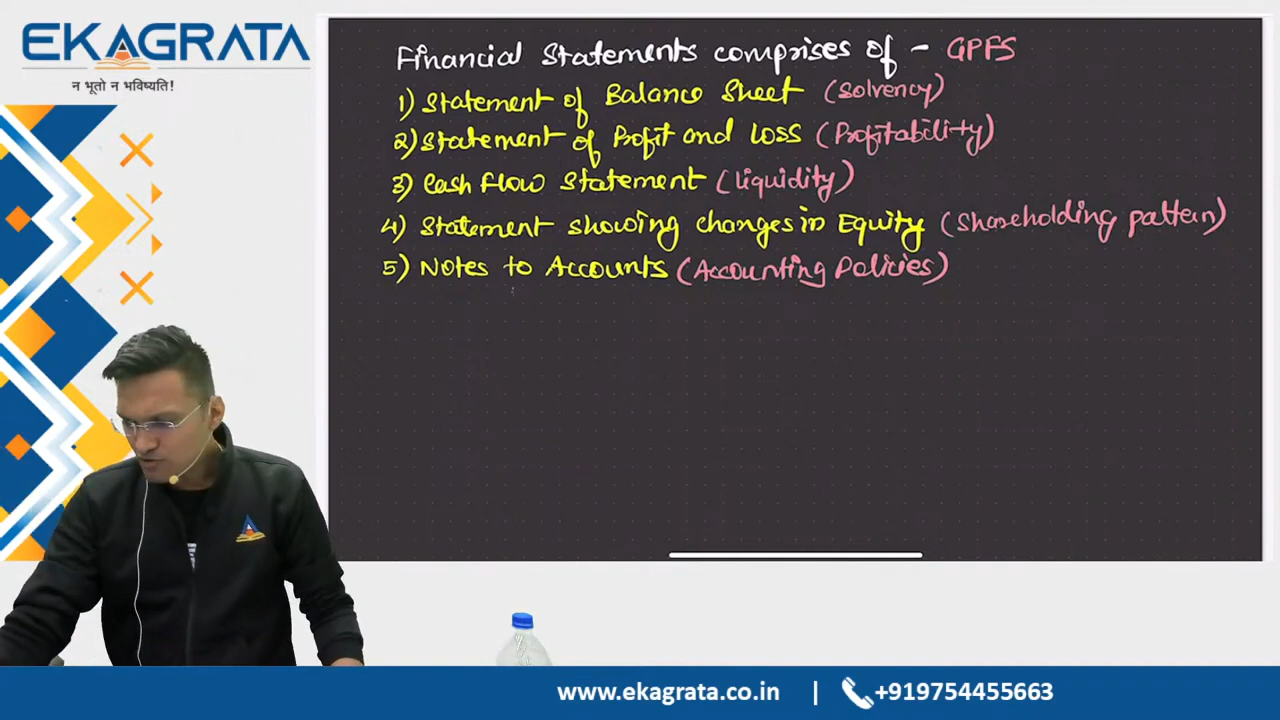 EKAGRATA
न भूतो न भविष्यति!
Financial Statements comprises of - GPFS
1) Statement of Balance Sheet (Solvency)
2) Statement of Profit and Loss (Profitability)
3) Cash Flow Statement (liquidity)
4) Statement showing changes in Equity (Shareholding pattern)
5) Notes to Accounts (Accounting Policies)
www.ekagrata.co.in | +919754455663